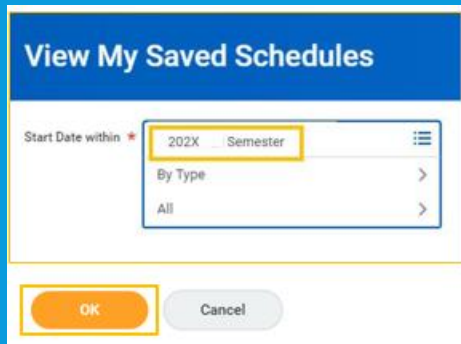 View My Saved Schedules
Start Date within * 202X Semester
By Type
All
OK Cancel